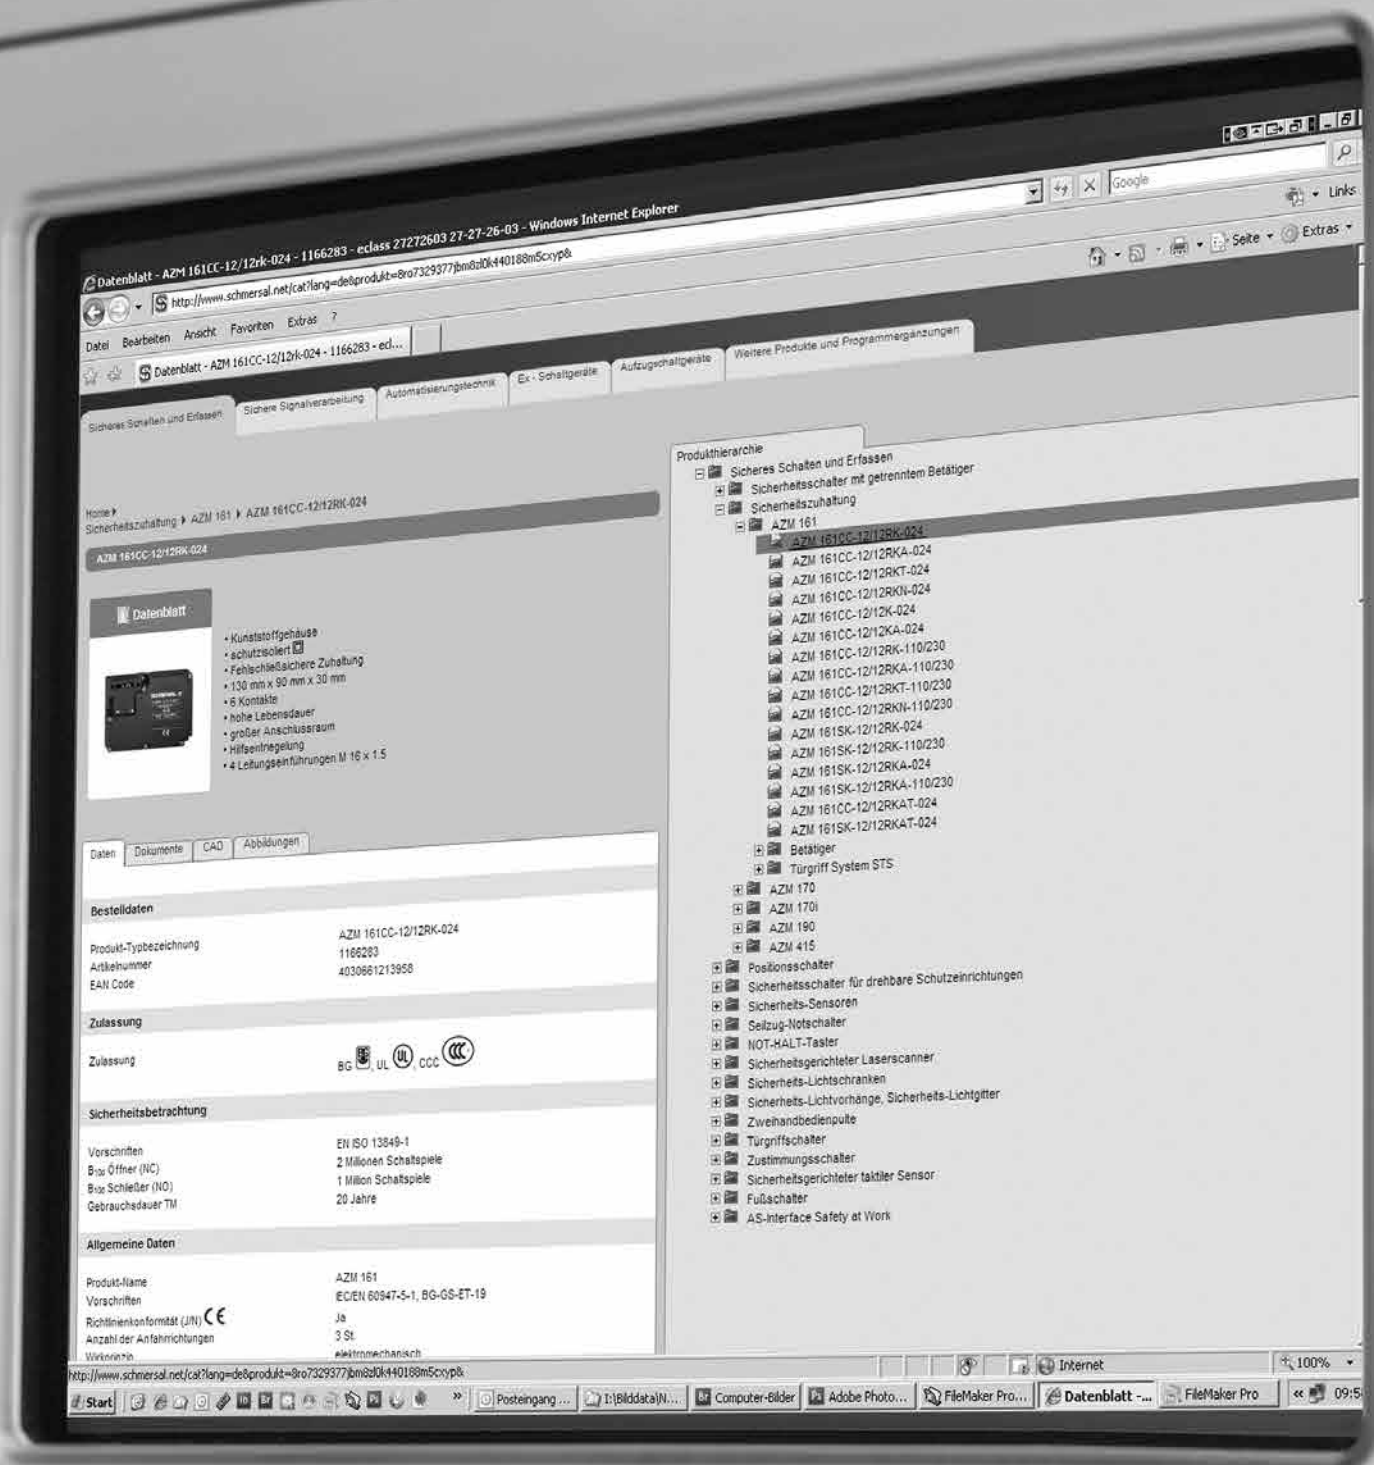 Datenblatt - AZM 161CC-12/12rk-024 - 1166283 - eclass 27272603 27-27-26-03 - Windows Internet Explorer
http://www.schmersal.net/cat?lang=de&produkt=8ro7329377jbm8zl0k440188m5cxyp&
Google
Links
Datei Bearbeiten Ansicht Favoriten Extras ?
Datenblatt - AZM 161CC-12/12rk-024 - 1166283 - ecl...
Seite Extras
Sicheres Schalten und Erfassen
Sichere Signalverarbeitung
Automatisierungstechnik
Ex - Schaltgeräte
Aufzugschaltgeräte
Weitere Produkte und Programmergänzungen
Home
Sicherheitszuhaltung AZM 161 AZM 161CC-12/12RK-024
AZM 161CC-12/12RK-024
Datenblatt
SCHMERSAL
• Kunststoffgehäuse
• schutzisoliert
• Fehlschließsichere Zuhaltung
• 130 mm x 90 mm x 30 mm
• 6 Kontakte
• hohe Lebensdauer
• großer Anschlussraum
• Hilfsentriegelung
• 4 Leitungseinführungen M 16 x 1.5
Daten Dokumente CAD Abbildungen
Bestelldaten
Produkt-Typbezeichnung AZM 161CC-12/12RK-024
Artikelnummer 1166283
EAN Code 4030661213958
Zulassung
Zulassung BG, UL, CCC
Sicherheitsbetrachtung
Vorschriften EN ISO 13849-1
B10d Öffner (NC) 2 Millionen Schaltspiele
B10d Schließer (NO) 1 Million Schaltspiele
Gebrauchsdauer TM 20 Jahre
Allgemeine Daten
Produkt-Name AZM 161
Vorschriften IEC/EN 60947-5-1, BG-GS-ET-19
Richtlinienkonformität (J/N) CE Ja
Anzahl der Anfahrrichtungen 3 St.
Wirkprinzip elektromechanisch
Produkthierarchie
Sicheres Schalten und Erfassen
Sicherheitsschalter mit getrenntem Betätiger
Sicherheitszuhaltung
AZM 161
AZM 161CC-12/12RK-024
AZM 161CC-12/12RKA-024
AZM 161CC-12/12RKT-024
AZM 161CC-12/12RKN-024
AZM 161CC-12/12K-024
AZM 161CC-12/12KA-024
AZM 161CC-12/12RK-110/230
AZM 161CC-12/12RKA-110/230
AZM 161CC-12/12RKT-110/230
AZM 161CC-12/12RKN-110/230
AZM 161SK-12/12RK-024
AZM 161SK-12/12RK-110/230
AZM 161SK-12/12RKA-024
AZM 161SK-12/12RKA-110/230
AZM 161CC-12/12RKAT-024
AZM 161SK-12/12RKAT-024
Betätiger
Türgriff System STS
AZM 170
AZM 170i
AZM 190
AZM 415
Positionsschalter
Sicherheitsschalter für drehbare Schutzeinrichtungen
Sicherheits-Sensoren
Seilzug-Notschalter
NOT-HALT-Taster
Sicherheitsgerichteter Laserscanner
Sicherheits-Lichtschranken
Sicherheits-Lichtvorhänge, Sicherheits-Lichtgitter
Zweihandbedienpulte
Türgriffschalter
Zustimmungsschalter
Sicherheitsgerichteter taktiler Sensor
Fußschalter
AS-Interface Safety at Work
http://www.schmersal.net/cat?lang=de&produkt=8ro7329377jbm8zl0k440188m5cxyp&
Internet 100%
Start » Posteingang ... I:\Bilddata\N... Computer-Bilder Adobe Photo... FileMaker Pro... Datenblatt -... FileMaker Pro « 09:5